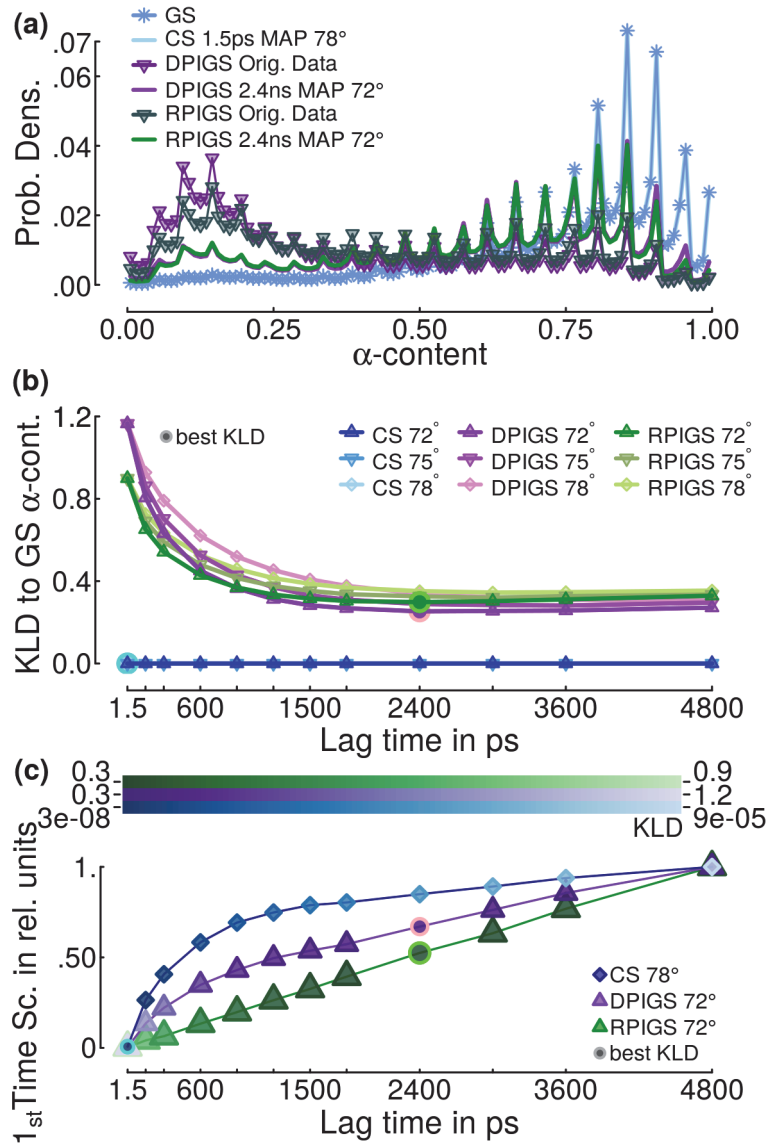 (a)
GS
CS 1.5ps MAP 78°
DPIGS Orig. Data
DPIGS 2.4ns MAP 72°
RPIGS Orig. Data
RPIGS 2.4ns MAP 72°
Prob. Dens.
.07
.06
.04
.02
.00
0.00 0.25 0.50 0.75 1.00
α-content
(b)
KLD to GS α-cont.
1.2
0.8
0.4
0.0
best KLD
CS 72° DPIGS 72° RPIGS 72°
CS 75° DPIGS 75° RPIGS 75°
CS 78° DPIGS 78° RPIGS 78°
1.5 600 1500 2400 3600 4800
Lag time in ps
(c)
0.3 0.9
0.3 1.2
3e-08 KLD 9e-05
1st Time Sc. in rel. units
1.
.50
0
CS 78°
DPIGS 72°
RPIGS 72°
best KLD
1.5 600 1500 2400 3600 4800
Lag time in ps